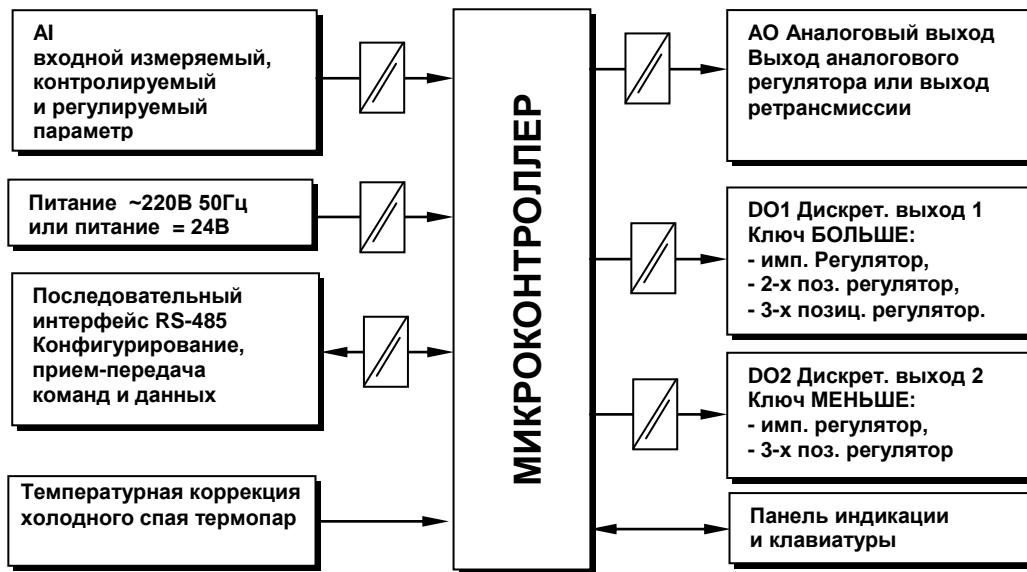 AI
входной измеряемый,
контролируемый
и регулируемый
параметр
Питание ~220В 50Гц
или питание = 24В
Последовательный
интерфейс RS-485
Конфигурирование,
прием-передача
команд и данных
Температурная коррекция
холодного спая термопар
МИКРОКОНТРОЛЛЕР
АО Аналоговый выход
Выход аналогового
регулятора или выход
ретрансмиссии
DO1 Дискрет. выход 1
Ключ БОЛЬШЕ:
- имп. Регулятор,
- 2-х поз. регулятор,
- 3-х позиц. регулятор.
DO2 Дискрет. выход 2
Ключ МЕНЬШЕ:
- имп. регулятор,
- 3-х поз. регулятор
Панель индикации
и клавиатуры